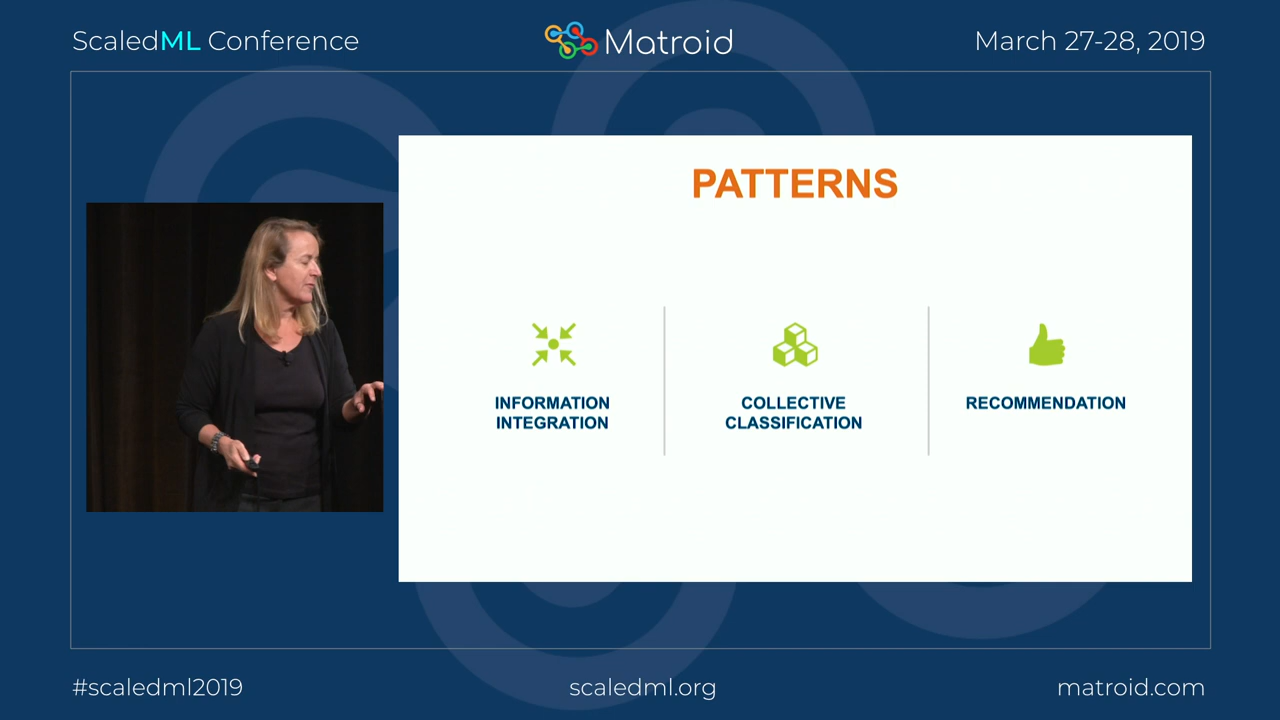 ScaledML Conference
Matroid
March 27-28, 2019
PATTERNS
INFORMATION
INTEGRATION
COLLECTIVE
CLASSIFICATION
RECOMMENDATION
#scaledml2019
scaledml.org
matroid.com